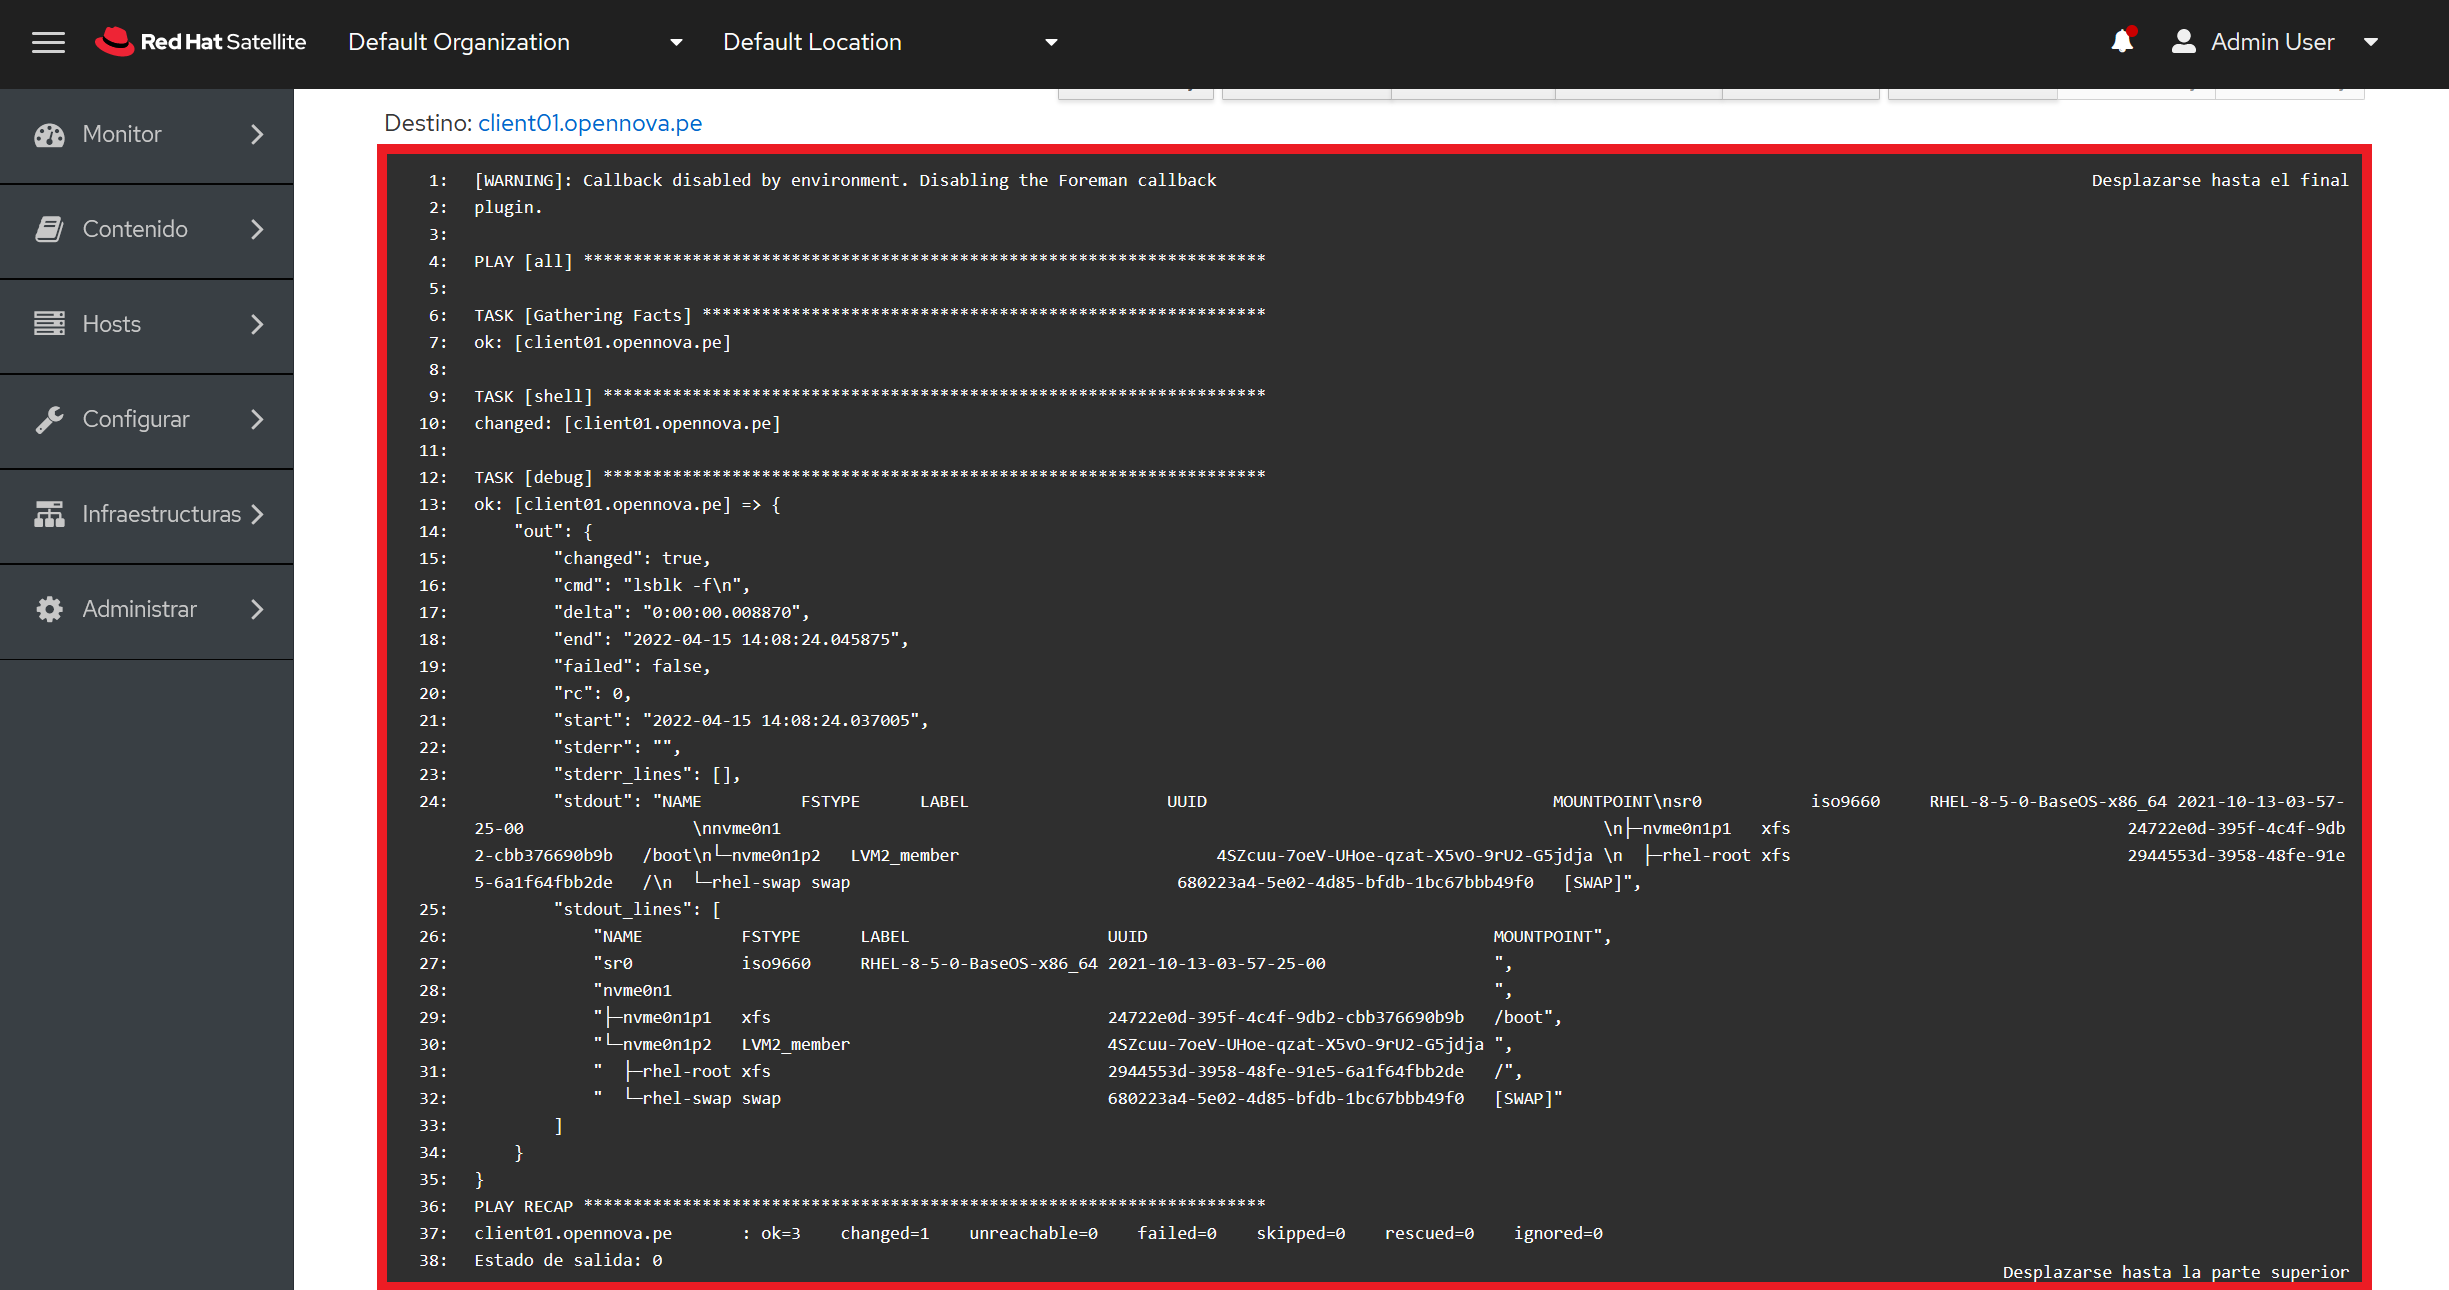 Red Hat Satellite Default Organization Default Location Admin User
Monitor
Contenido
Hosts
Configurar
Infraestructuras
Administrar
Destino: client01.opennova.pe
1: [WARNING]: Callback disabled by environment. Disabling the Foreman callback Desplazarse hasta el final
2: plugin.
3:
4: PLAY [all] *********************************************************************
5:
6: TASK [Gathering Facts] *********************************************************
7: ok: [client01.opennova.pe]
8:
9: TASK [shell] *******************************************************************
10: changed: [client01.opennova.pe]
11:
12: TASK [debug] *******************************************************************
13: ok: [client01.opennova.pe] => {
14: "out": {
15: "changed": true,
16: "cmd": "lsblk -f\n",
17: "delta": "0:00:00.008870",
18: "end": "2022-04-15 14:08:24.045875",
19: "failed": false,
20: "rc": 0,
21: "start": "2022-04-15 14:08:24.037005",
22: "stderr": "",
23: "stderr_lines": [],
24: "stdout": "NAME FSTYPE LABEL UUID MOUNTPOINT\nsr0 iso9660 RHEL-8-5-0-BaseOS-x86_64 2021-10-13-03-57-
25-00 \nnvme0n1 \n├─nvme0n1p1 xfs 24722e0d-395f-4c4f-9db
2-cbb376690b9b /boot\n└─nvme0n1p2 LVM2_member 4SZcuu-7oeV-UHoe-qzat-X5vO-9rU2-G5jdja \n ├─rhel-root xfs 2944553d-3958-48fe-91e
5-6a1f64fbb2de /\n └─rhel-swap swap 680223a4-5e02-4d85-bfdb-1bc67bbb49f0 [SWAP]",
25: "stdout_lines": [
26: "NAME FSTYPE LABEL UUID MOUNTPOINT",
27: "sr0 iso9660 RHEL-8-5-0-BaseOS-x86_64 2021-10-13-03-57-25-00 ",
28: "nvme0n1 ",
29: "├─nvme0n1p1 xfs 24722e0d-395f-4c4f-9db2-cbb376690b9b /boot",
30: "└─nvme0n1p2 LVM2_member 4SZcuu-7oeV-UHoe-qzat-X5vO-9rU2-G5jdja ",
31: " ├─rhel-root xfs 2944553d-3958-48fe-91e5-6a1f64fbb2de /",
32: " └─rhel-swap swap 680223a4-5e02-4d85-bfdb-1bc67bbb49f0 [SWAP]"
33: ]
34: }
35: }
36: PLAY RECAP *********************************************************************
37: client01.opennova.pe : ok=3 changed=1 unreachable=0 failed=0 skipped=0 rescued=0 ignored=0
38: Estado de salida: 0
Desplazarse hasta la parte superior